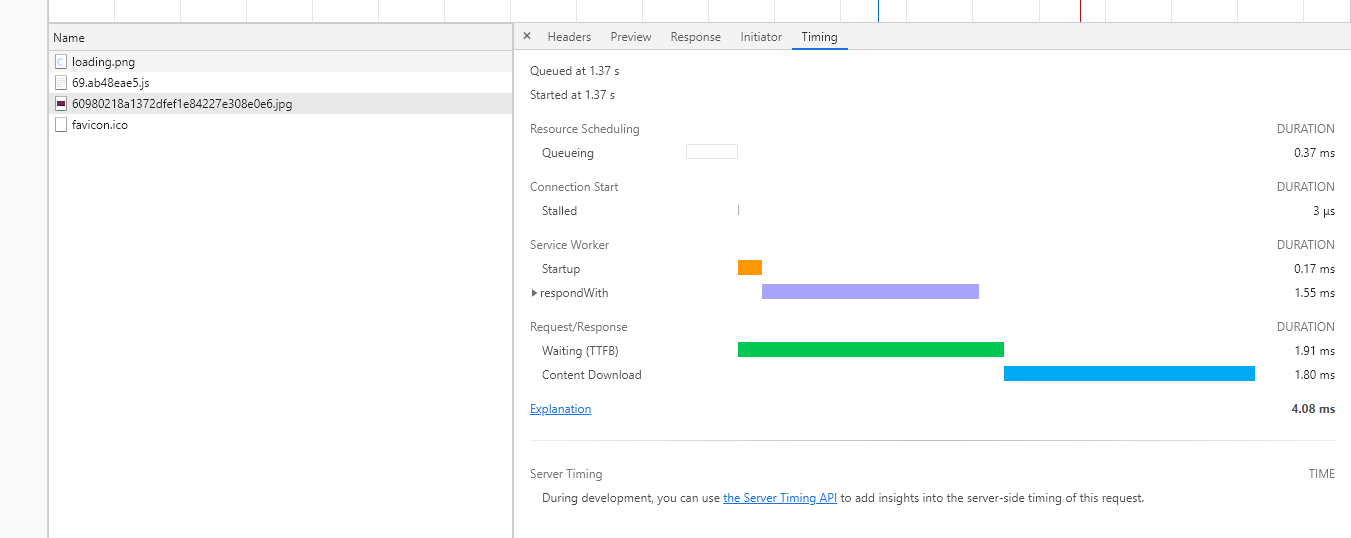 Name
loading.png
69.ab48eae5.js
60980218a1372dfef1e84227e308e0e6.jpg
favicon.ico
× Headers Preview Response Initiator Timing
Queued at 1.37 s
Started at 1.37 s
Resource Scheduling DURATION
Queueing 0.37 ms
Connection Start DURATION
Stalled 3 μs
Service Worker DURATION
Startup 0.17 ms
respondWith 1.55 ms
Request/Response DURATION
Waiting (TTFB) 1.91 ms
Content Download 1.80 ms
Explanation 4.08 ms
Server Timing TIME
During development, you can use the Server Timing API to add insights into the server-side timing of this request.